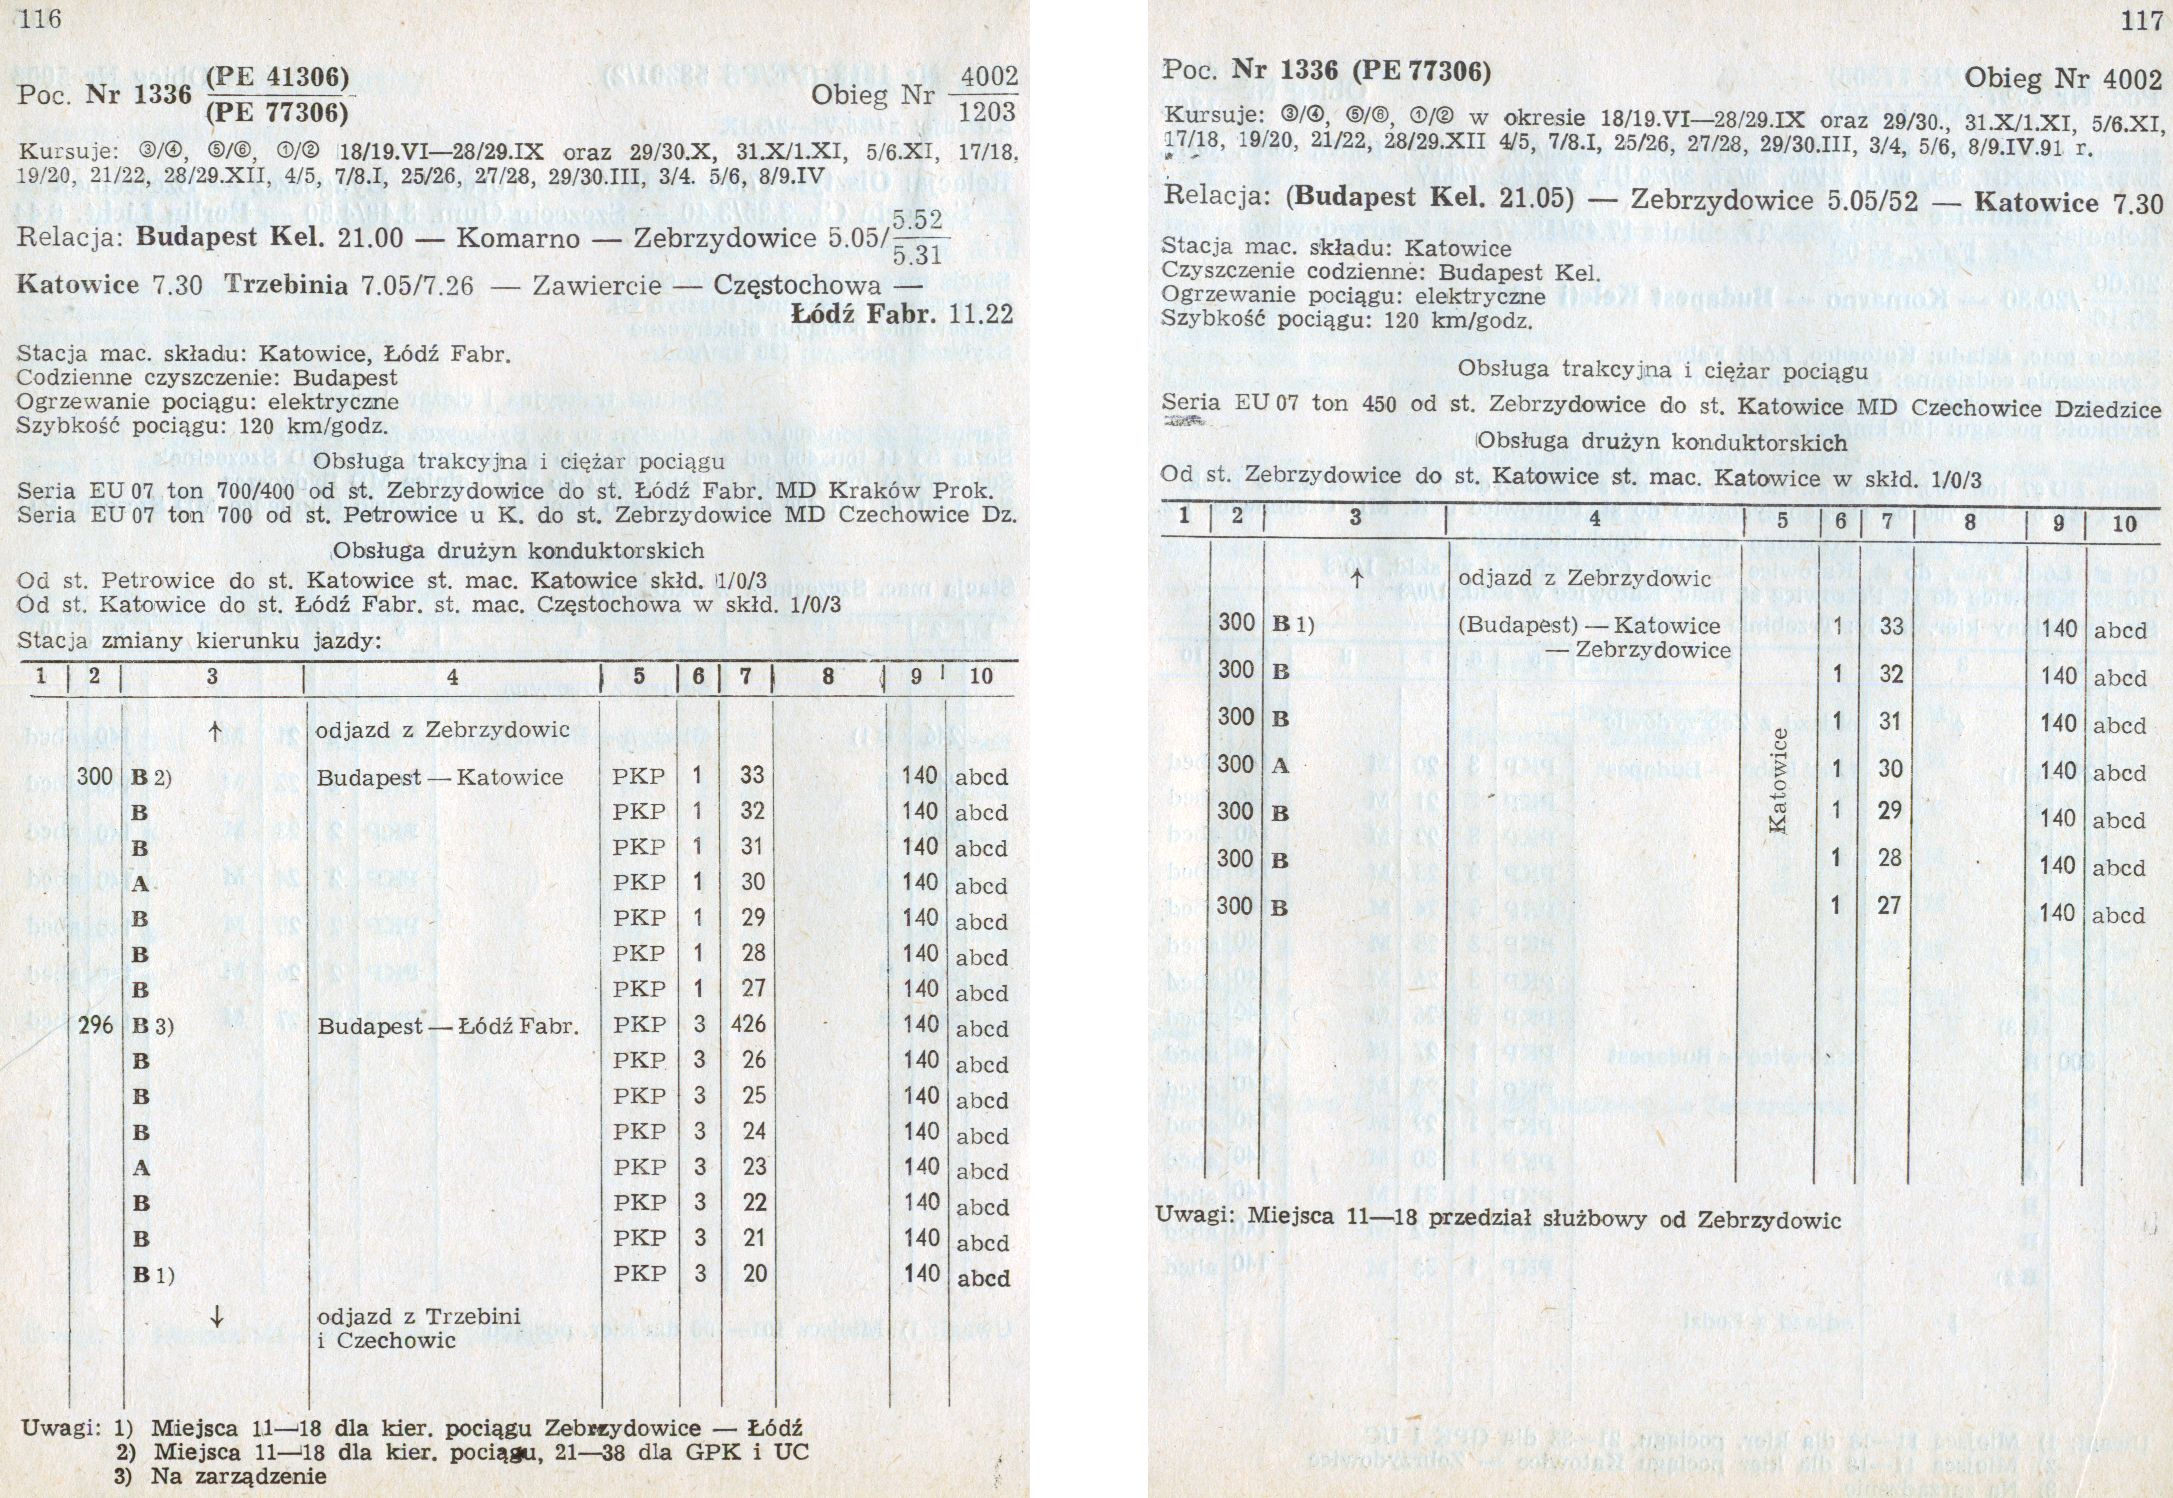 116
Poc. Nr 1336 (PE 41306) / (PE 77306) Obieg Nr 4002 / 1203
Kursuje: ③/④, ⑤/⑥, ①/② 18/19.VI—28/29.IX oraz 29/30.X, 31.X/1.XI, 5/6.XI, 17/18,
19/20, 21/22, 28/29.XII, 4/5, 7/8.I, 25/26, 27/28, 29/30.III, 3/4. 5/6, 8/9.IV
Relacja: Budapest Kel. 21.00 — Komarno — Zebrzydowice 5.05/ 5.52 / 5.31
Katowice 7.30 Trzebinia 7.05/7.26 — Zawiercie — Częstochowa —
Łódź Fabr. 11.22
Stacja mac. składu: Katowice, Łódź Fabr.
Codzienne czyszczenie: Budapest
Ogrzewanie pociągu: elektryczne
Szybkość pociągu: 120 km/godz.
Obsługa trakcyjna i ciężar pociągu
Seria EU 07 ton 700/400 od st. Zebrzydowice do st. Łódź Fabr. MD Kraków Prok.
Seria EU 07 ton 700 od st. Petrowice u K. do st. Zebrzydowice MD Czechowice Dz.
Obsługa drużyn konduktorskich
Od st. Petrowice do st. Katowice st. mac. Katowice skłd. 1/0/3
Od st. Katowice do st. Łódź Fabr. st. mac. Częstochowa w skłd. 1/0/3
Stacja zmiany kierunku jazdy:
1 2 3 4 5 6 7 8 9 10
↑ odjazd z Zebrzydowic
300 B 2) Budapest — Katowice PKP 1 33 140 abcd
B PKP 1 32 140 abcd
B PKP 1 31 140 abcd
A PKP 1 30 140 abcd
B PKP 1 29 140 abcd
B PKP 1 28 140 abcd
B PKP 1 27 140 abcd
296 B 3) Budapest — Łódź Fabr. PKP 3 426 140 abcd
B PKP 3 26 140 abcd
B PKP 3 25 140 abcd
B PKP 3 24 140 abcd
A PKP 3 23 140 abcd
B PKP 3 22 140 abcd
B PKP 3 21 140 abcd
B 1) PKP 3 20 140 abcd
↓ odjazd z Trzebini
i Czechowic
Uwagi: 1) Miejsca 11—18 dla kier. pociągu Zebrzydowice — Łódź
2) Miejsca 11—18 dla kier. pociągu, 21—38 dla GPK i UC
3) Na zarządzenie
117
Poc. Nr 1336 (PE 77306) Obieg Nr 4002
Kursuje: ③/④, ⑤/⑥, ①/② w okresie 18/19.VI—28/29.IX oraz 29/30., 31.X/1.XI, 5/6.XI,
17/18, 19/20, 21/22, 28/29.XII 4/5, 7/8.I, 25/26, 27/28, 29/30.III, 3/4, 5/6, 8/9.IV.91 r.
Relacja: (Budapest Kel. 21.05) — Zebrzydowice 5.05/52 — Katowice 7.30
Stacja mac. składu: Katowice
Czyszczenie codzienne: Budapest Kel.
Ogrzewanie pociągu: elektryczne
Szybkość pociągu: 120 km/godz.
Obsługa trakcyjna i ciężar pociągu
Seria EU 07 ton 450 od st. Zebrzydowice do st. Katowice MD Czechowice Dziedzice
Obsługa drużyn konduktorskich
Od st. Zebrzydowice do st. Katowice st. mac. Katowice w skłd. 1/0/3
1 2 3 4 5 6 7 8 9 10
↑ odjazd z Zebrzydowic
300 B 1) (Budapest) — Katowice 1 33 140 abcd
— Zebrzydowice
300 B 1 32 140 abcd
300 B 1 31 140 abcd
Katowice
300 A 1 30 140 abcd
300 B 1 29 140 abcd
300 B 1 28 140 abcd
300 B 1 27 140 abcd
Uwagi: Miejsca 11—18 przedział służbowy od Zebrzydowic